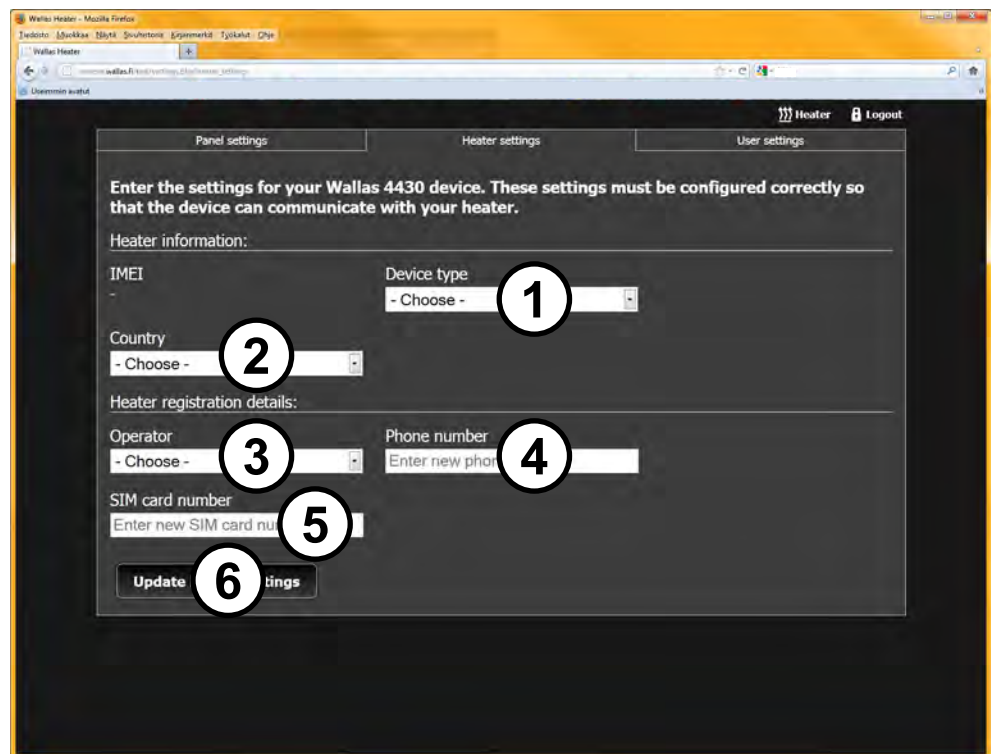 Wallas Heater - Mozilla Firefox
Tiedosto Muokkaa Näytä Sivuhistoria Kirjanmerkit Työkalut Ohje
Wallas Heater
wallas.fi
Useimmin avatut
Heater Logout
Panel settings Heater settings User settings
Enter the settings for your Wallas 4430 device. These settings must be configured correctly so
that the device can communicate with your heater.
Heater information:
IMEI Device type
- - Choose - 1
Country
- Choose - 2
Heater registration details:
Operator Phone number
- Choose - 3 Enter new phon 4
SIM card number
Enter new SIM card nu 5
Update 6 tings